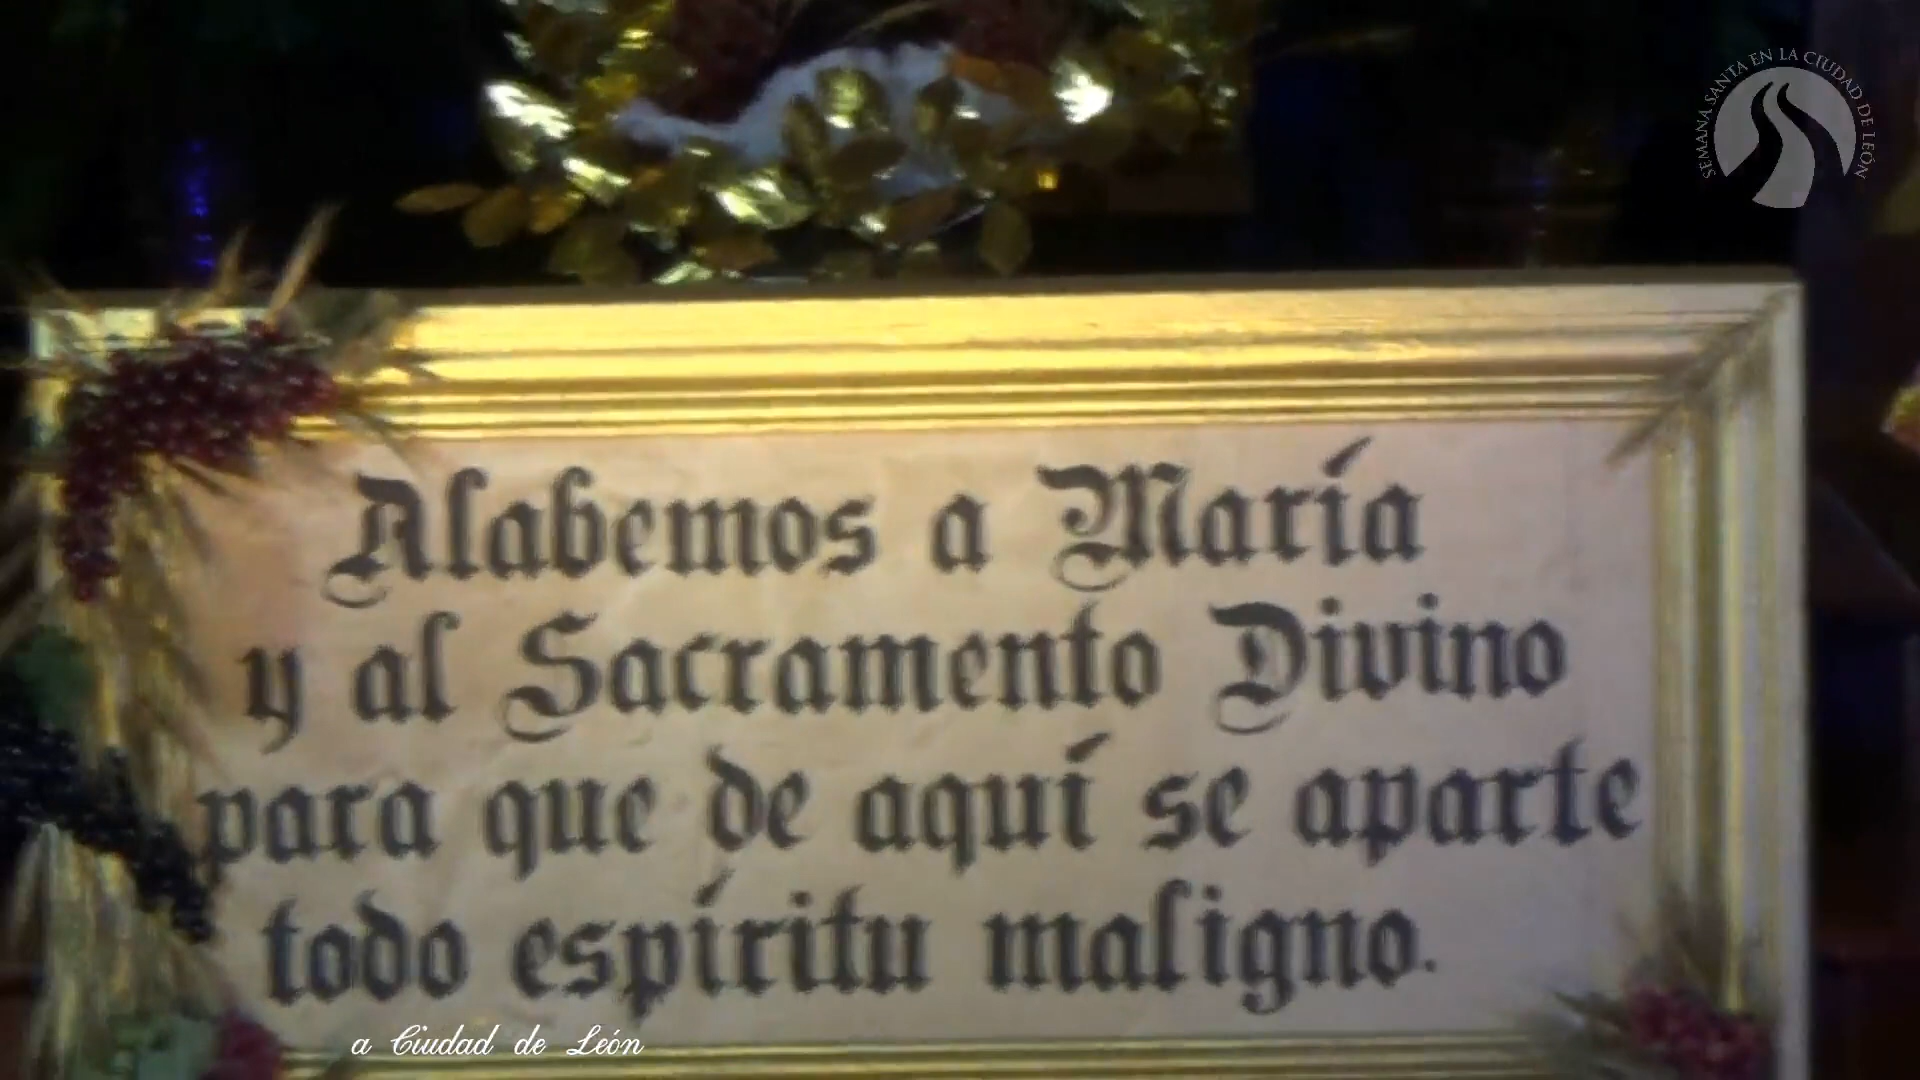 SEMANA SANTA EN LA CIUDAD DE LEÓN
Alabemos a María
y al Sacramento Divino
para que de aquí se aparte
todo espíritu maligno.
a Ciudad de León